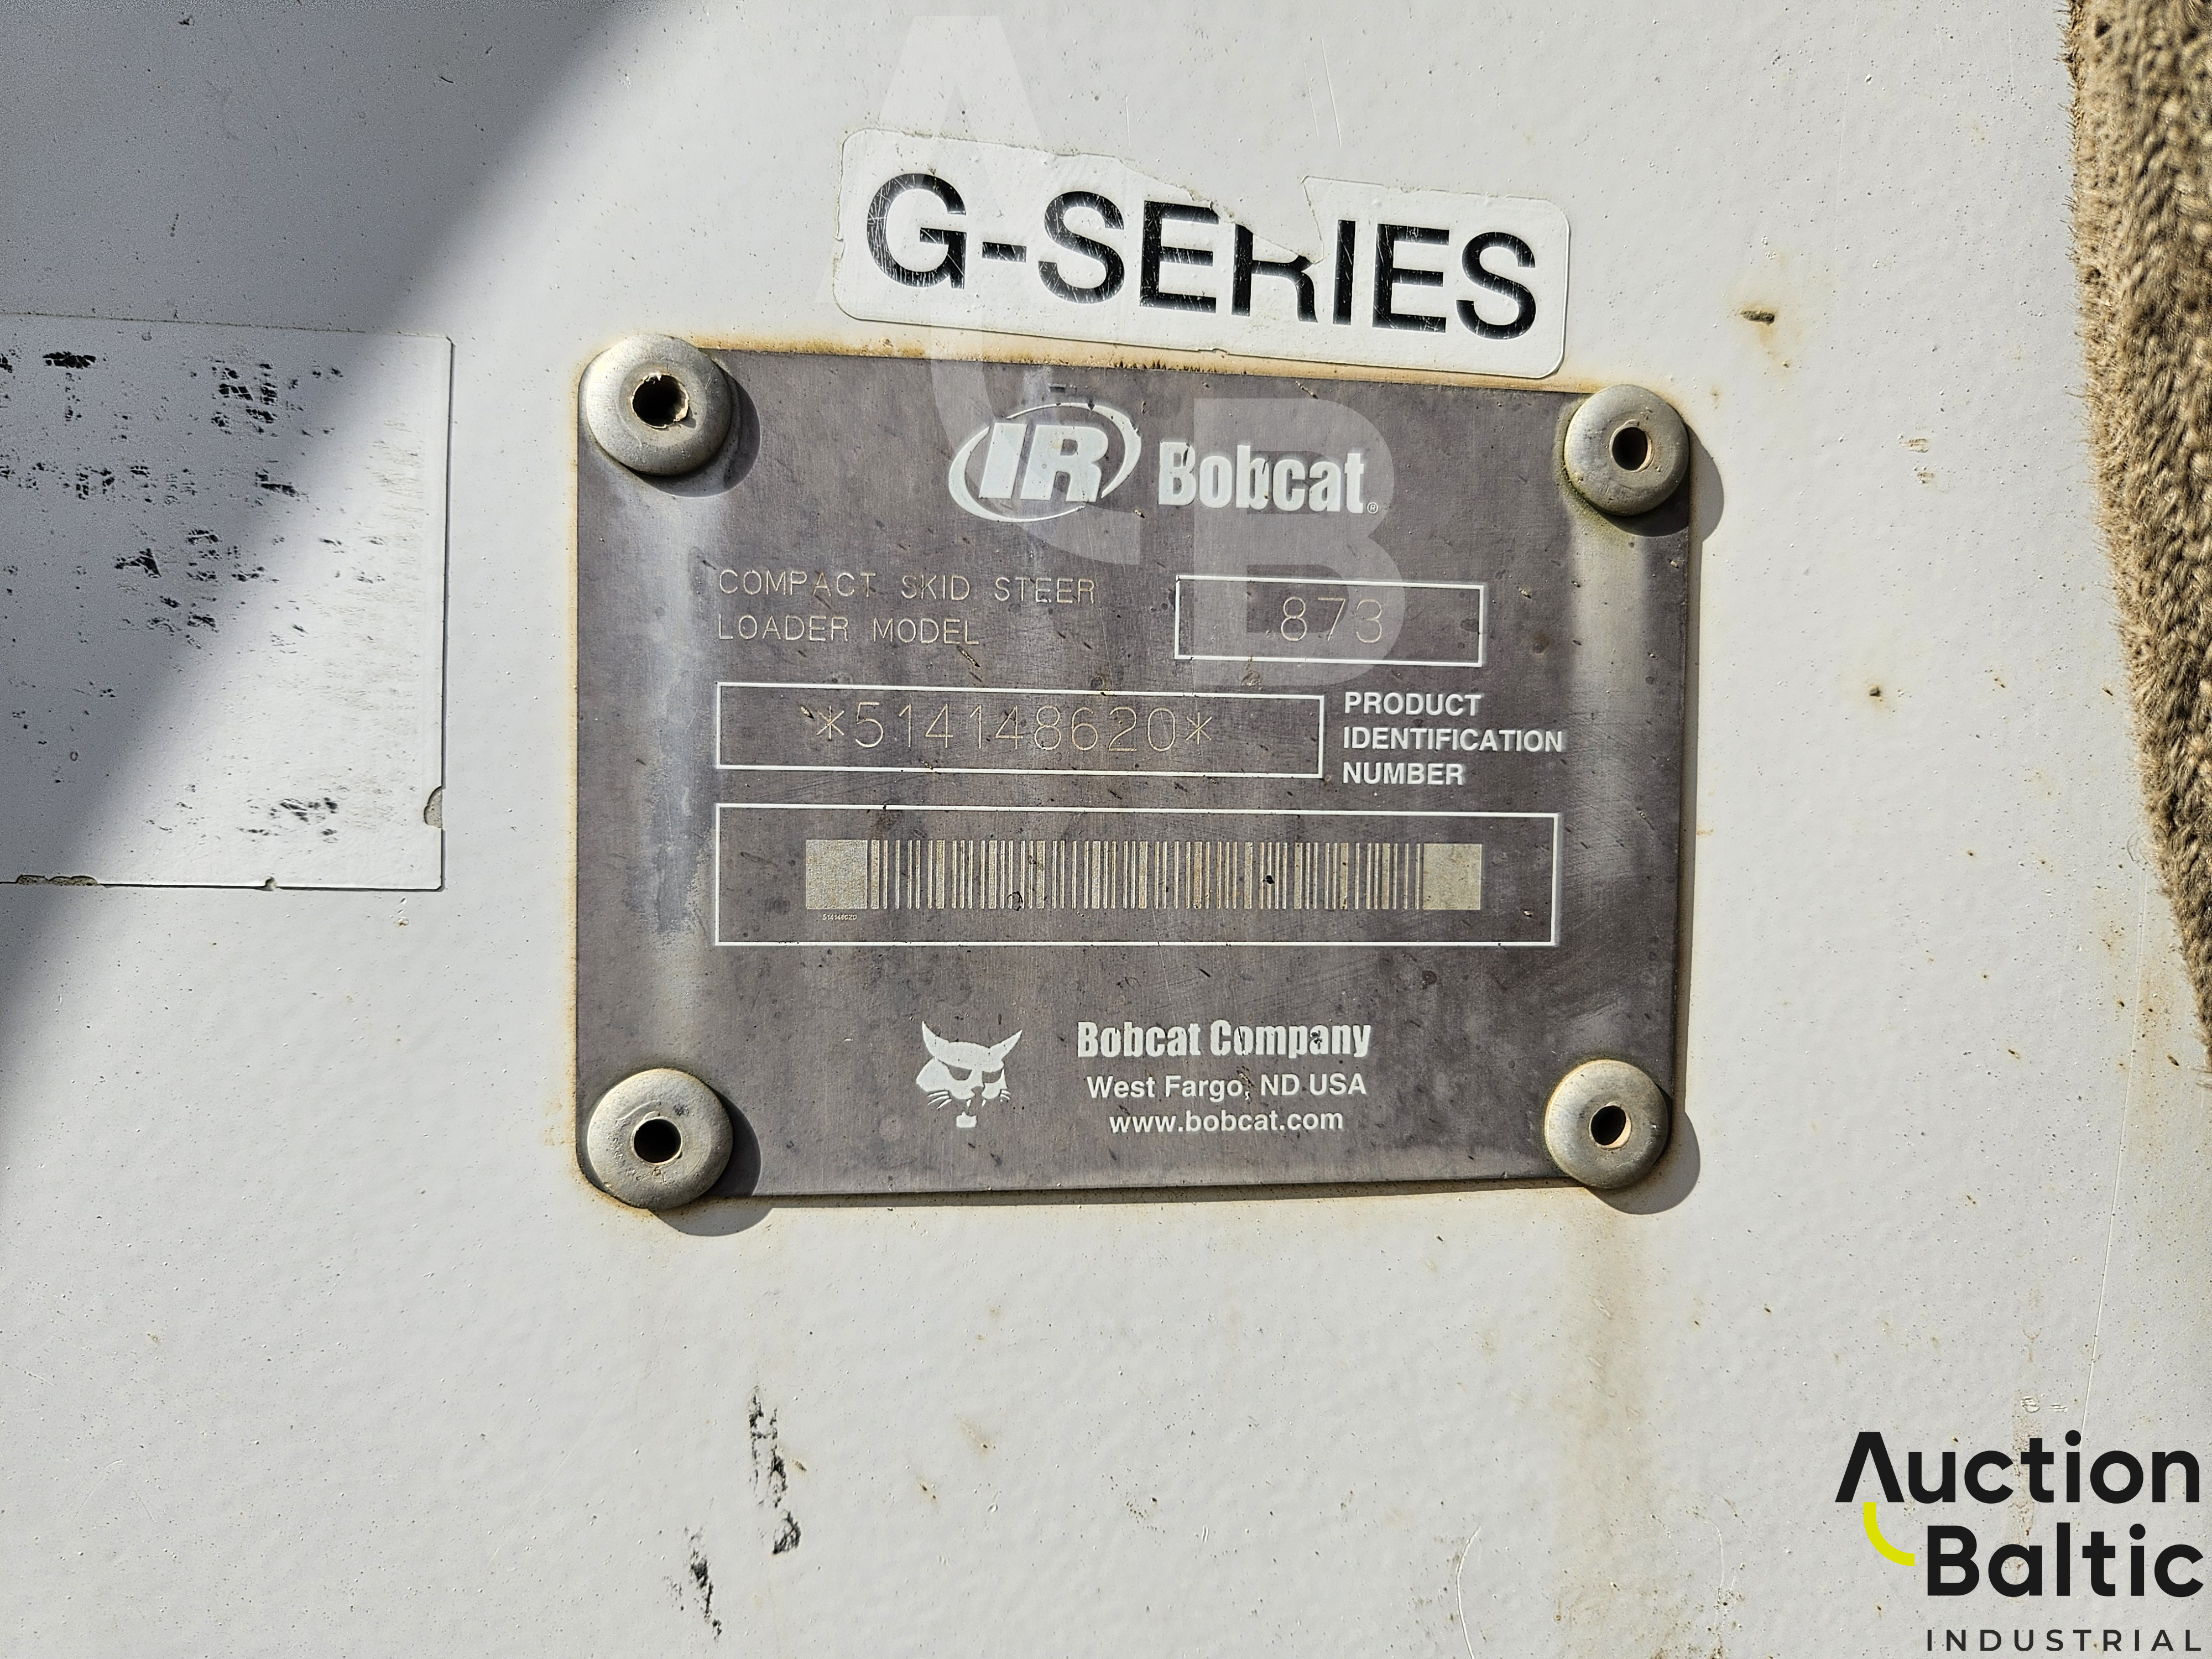 G-SERIES
IR Bobcat®
COMPACT SKID STEER
LOADER MODEL
873
*514148620*
PRODUCT
IDENTIFICATION
NUMBER
514148620
Bobcat Company
West Fargo, ND USA
www.bobcat.com
Auction
Baltic
INDUSTRIAL